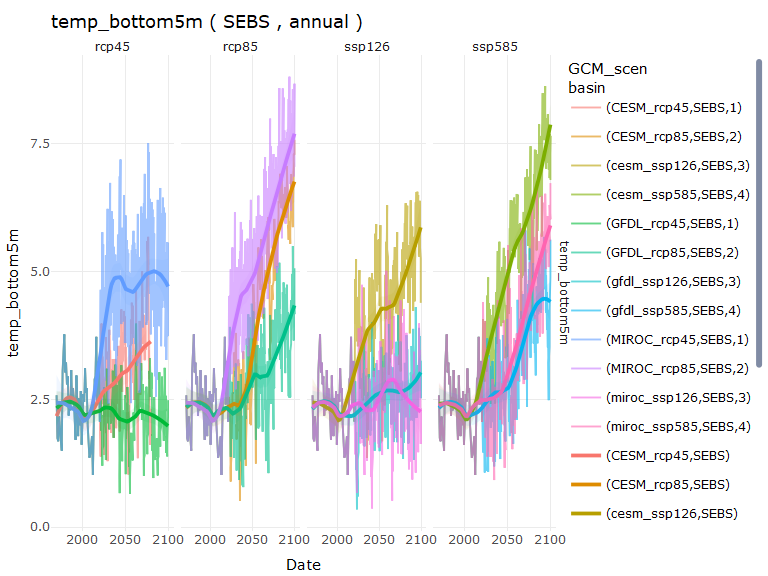 temp_bottom5m ( SEBS , annual )
rcp45 rcp85 ssp126 ssp585
GCM_scen
basin
(CESM_rcp45,SEBS,1)
(CESM_rcp85,SEBS,2)
(cesm_ssp126,SEBS,3)
(cesm_ssp585,SEBS,4)
(GFDL_rcp45,SEBS,1)
(GFDL_rcp85,SEBS,2)
(gfdl_ssp126,SEBS,3)
(gfdl_ssp585,SEBS,4)
(MIROC_rcp45,SEBS,1)
(MIROC_rcp85,SEBS,2)
(miroc_ssp126,SEBS,3)
(miroc_ssp585,SEBS,4)
(CESM_rcp45,SEBS)
(CESM_rcp85,SEBS)
(cesm_ssp126,SEBS)
7.5
5.0
2.5
0.0
temp_bottom5m
temp_bottom5m
2000 2050 2100 2000 2050 2100 2000 2050 2100 2000 2050 2100
Date